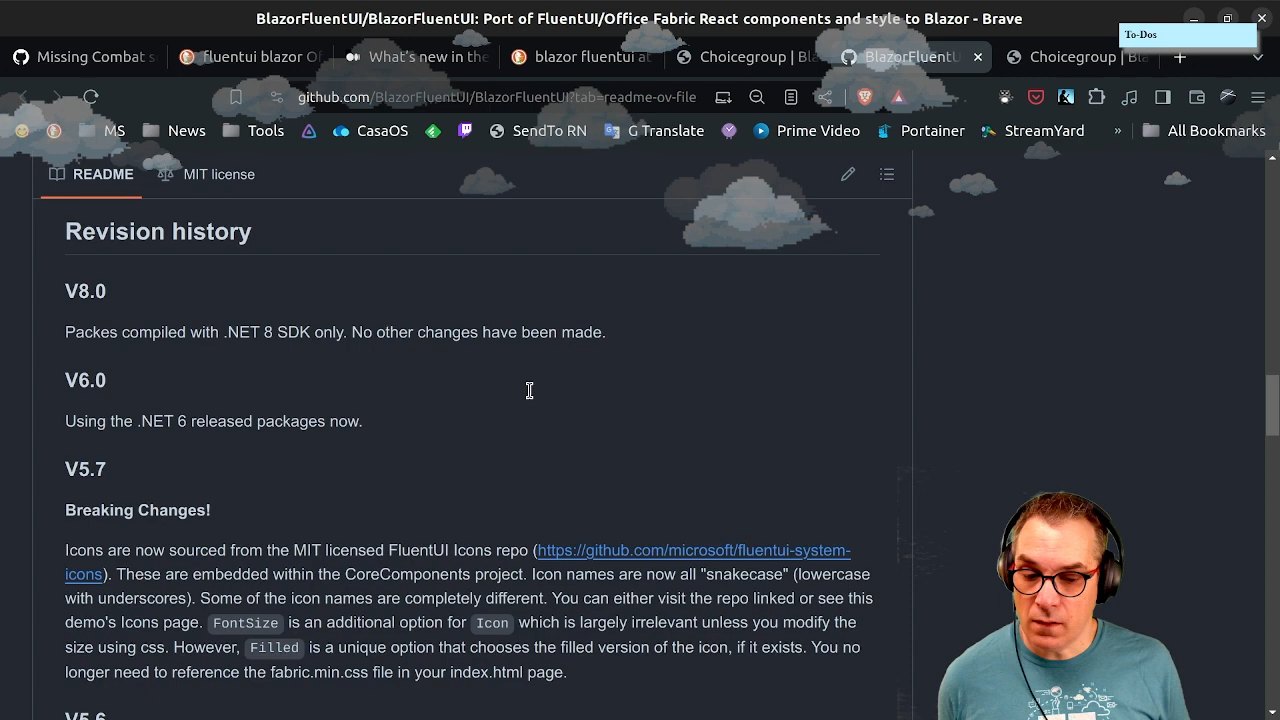 BlazorFluentUI/BlazorFluentUI: Port of FluentUI/Office Fabric React components and style to Blazor - Brave
To-Dos
Missing Combat s
fluentui blazor Of
What's new in the
blazor fluentui at
Choicegroup | Bla
BlazorFluentU
Choicegroup | Bla
github.com/BlazorFluentUI/BlazorFluentUI?tab=readme-ov-file
MS
News
Tools
CasaOS
SendTo RN
G Translate
Prime Video
Portainer
StreamYard
»
All Bookmarks
README
MIT license
Revision history
V8.0
Packes compiled with .NET 8 SDK only. No other changes have been made.
V6.0
Using the .NET 6 released packages now.
V5.7
Breaking Changes!
Icons are now sourced from the MIT licensed FluentUI Icons repo (https://github.com/microsoft/fluentui-system-
icons). These are embedded within the CoreComponents project. Icon names are now all "snakecase" (lowercase
with underscores). Some of the icon names are completely different. You can either visit the repo linked or see this
demo's Icons page. FontSize is an additional option for Icon which is largely irrelevant unless you modify the
size using css. However, Filled is a unique option that chooses the filled version of the icon, if it exists. You no
longer need to reference the fabric.min.css file in your index.html page.
V5.6